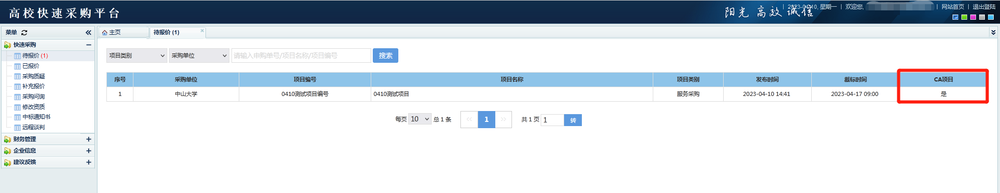 高校快速采购平台
阳光 高效 诚信
| 2023-04-10, 星期一 | 欢迎您,
| 网站首页 | 退出登陆
菜单
快速采购
待报价 (1)
已报价
采购质疑
补充报价
采购问询
修改资质
中标通知书
远程谈判
财务管理
企业信息
建议反馈
主页 待报价 (1)
项目类别 采购单位 请输入申购单号/项目名称/项目编号 搜索
序号 采购单位 项目编号 项目名称 项目类别 发布时间 截标时间 CA项目
1 中山大学 0410测试项目编号 0410测试项目 服务采购 2023-04-10 14:41 2023-04-17 09:00 是
每页 10 总 1 条 << 1 >> 共 1 页 1 转